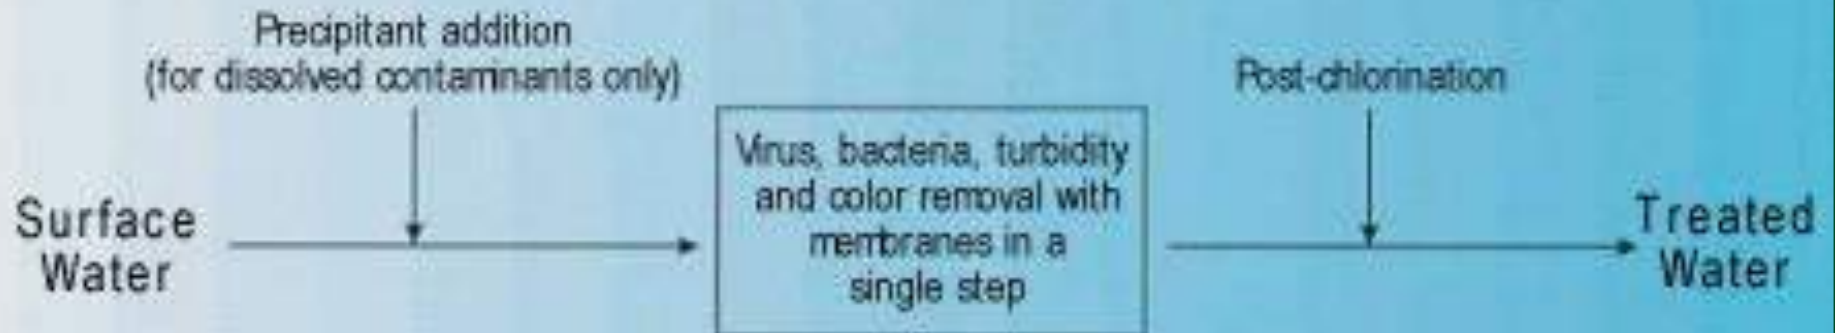 Precipitant addition
(for dissolved contaminants only)
Post-chlorination
Surface
Water
Virus, bacteria, turbidity
and color removal with
membranes in a
single step
Treated
Water